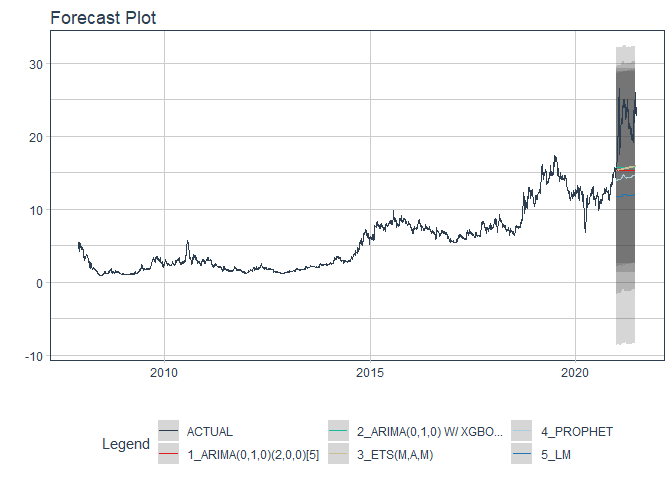 Forecast Plot
30
20
10
0
-10
2010 2015 2020
Legend
ACTUAL 2_ARIMA(0,1,0) W/ XGBO... 4_PROPHET
1_ARIMA(0,1,0)(2,0,0)[5] 3_ETS(M,A,M) 5_LM